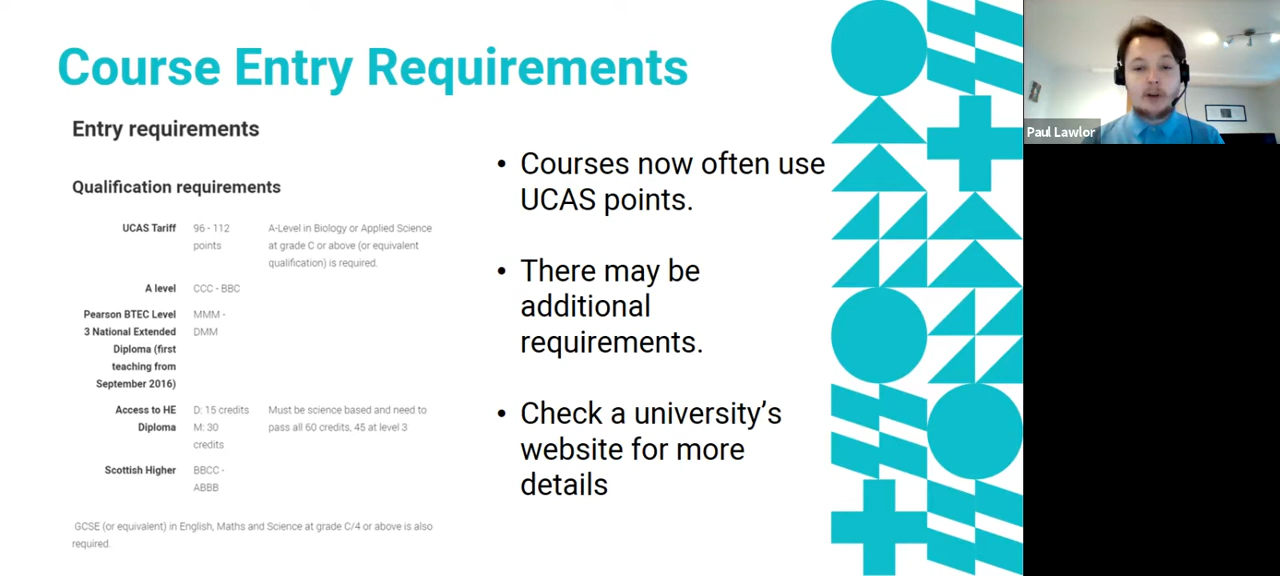 Course Entry Requirements
Entry requirements
Qualification requirements
UCAS Tariff
96 - 112
points
A-Level in Biology or Applied Science
at grade C or above (or equivalent
qualification) is required.
A level
CCC - BBC
Pearson BTEC Level
3 National Extended
Diploma (first
teaching from
September 2016)
MMM -
DMM
Access to HE
Diploma
D: 15 credits
M: 30
credits
Must be science based and need to
pass all 60 credits, 45 at level 3
Scottish Higher
BBCC -
ABBB
GCSE (or equivalent) in English, Maths and Science at grade C/4 or above is also
required.
• Courses now often use
UCAS points.
• There may be
additional
requirements.
• Check a university’s
website for more
details
Paul Lawlor